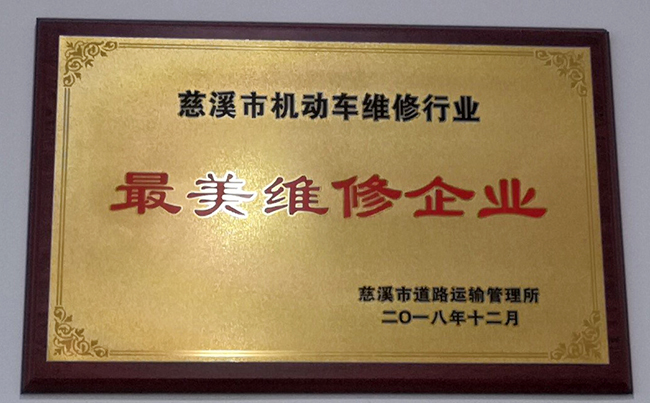 慈溪市机动车维修行业
最美维修企业
慈溪市道路运输管理所
二〇一八年十二月